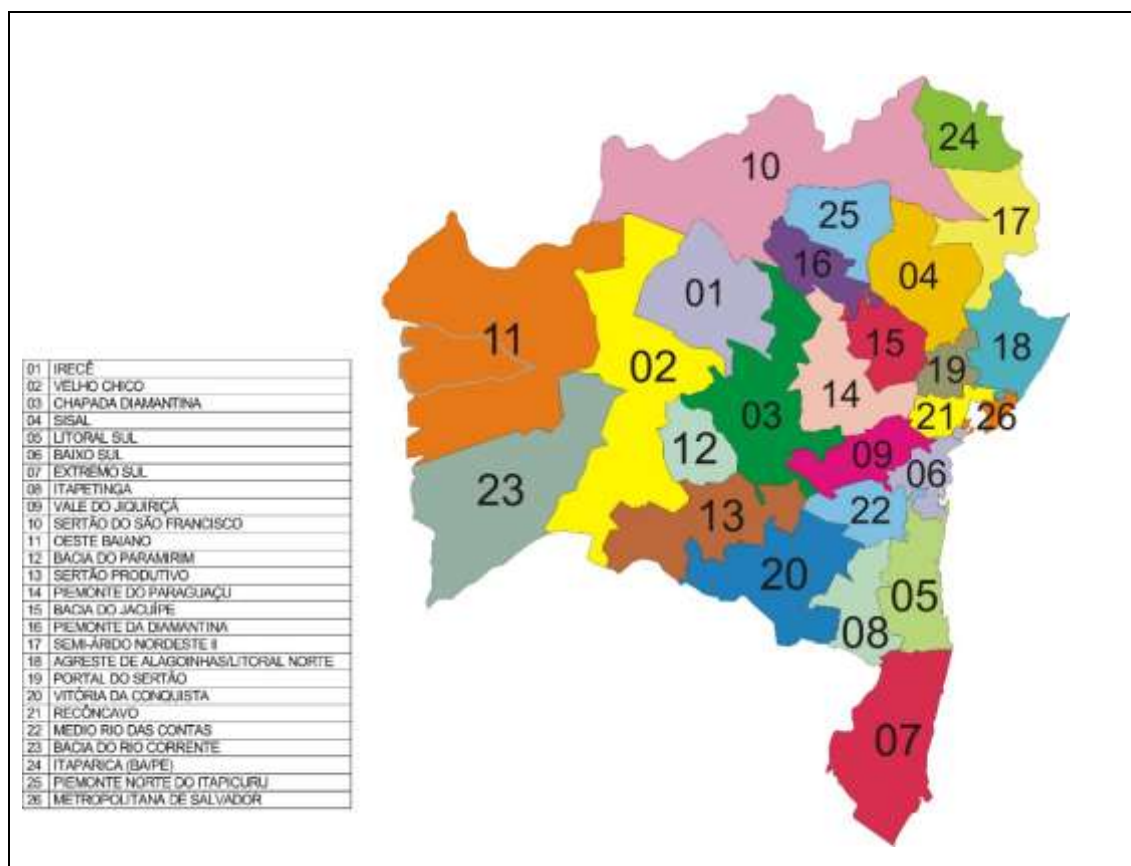 24
10
25
17
16
04
01
11
02
15
18
19
14
03
21
26
12
09
06
23
22
13
20
05
08
07
01 IRECÊ
02 VELHO CHICO
03 CHAPADA DIAMANTINA
04 SISAL
05 LITORAL SUL
06 BAIXO SUL
07 EXTREMO SUL
08 ITAPETINGA
09 VALE DO JIQUIRIÇÁ
10 SERTÃO DO SÃO FRANCISCO
11 OESTE BAIANO
12 BACIA DO PARAMIRIM
13 SERTÃO PRODUTIVO
14 PIEMONTE DO PARAGUAÇU
15 BACIA DO JACUÍPE
16 PIEMONTE DA DIAMANTINA
17 SEMI-ÁRIDO NORDESTE II
18 AGRESTE DE ALAGOINHAS/LITORAL NORTE
19 PORTAL DO SERTÃO
20 VITÓRIA DA CONQUISTA
21 RECÔNCAVO
22 MEDIO RIO DAS CONTAS
23 BACIA DO RIO CORRENTE
24 ITAPARICA (BA/PE)
25 PIEMONTE NORTE DO ITAPICURU
26 METROPOLITANA DE SALVADOR